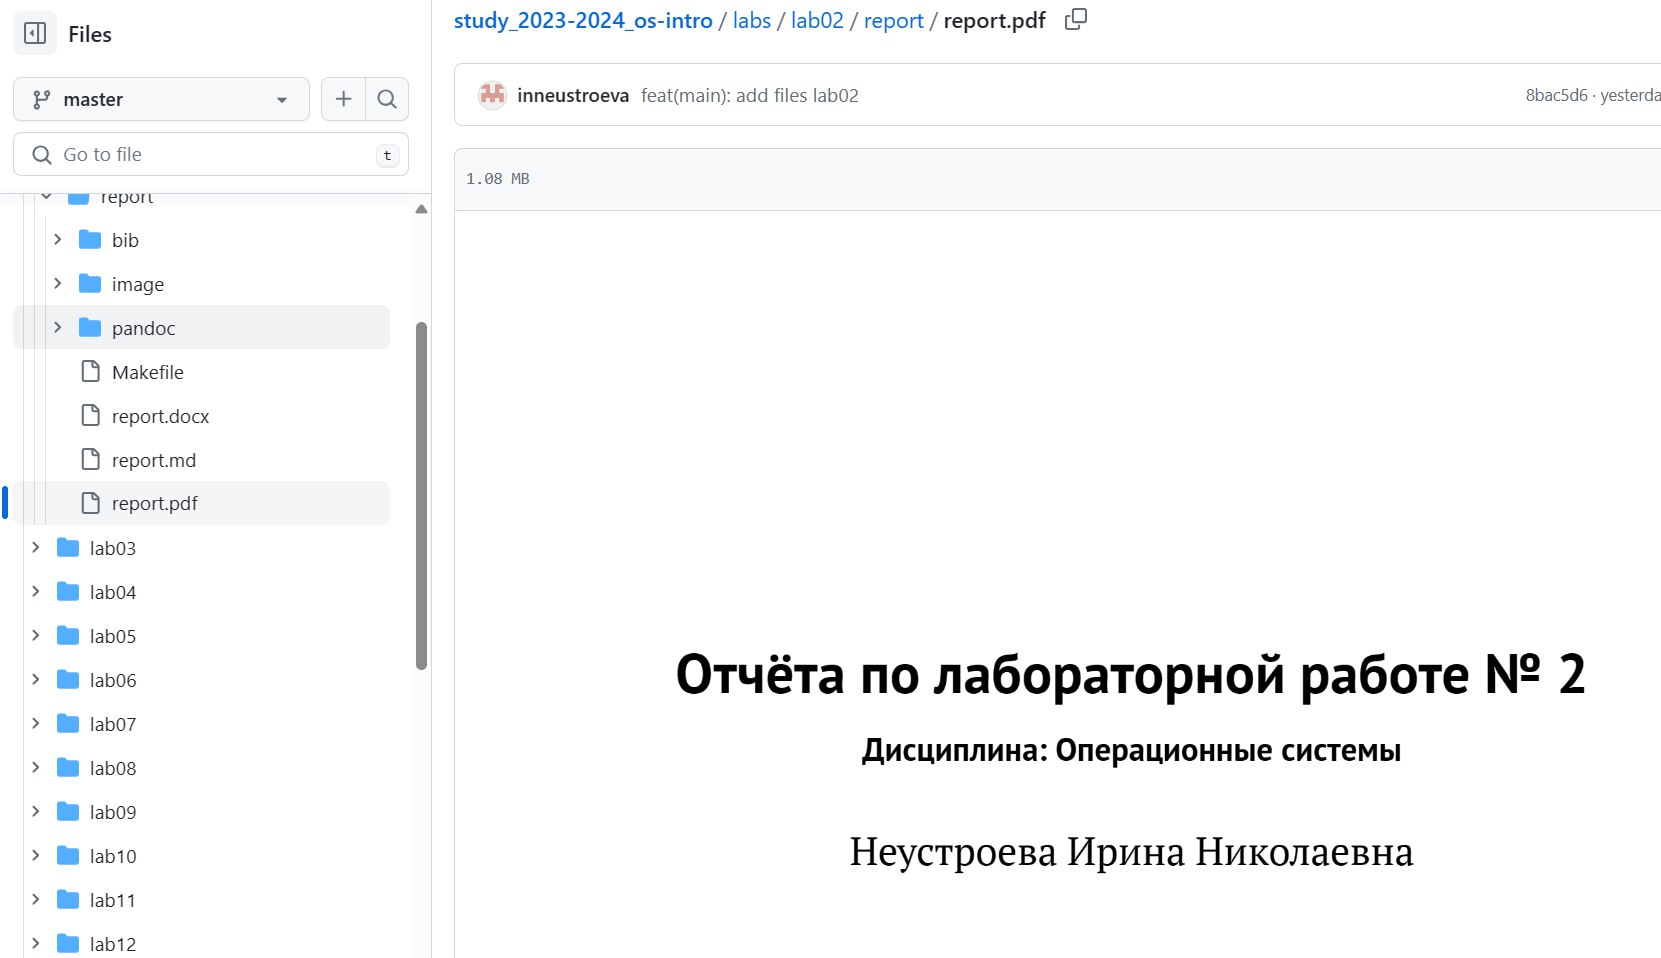 Files
master
Go to file
t
report
bib
image
pandoc
Makefile
report.docx
report.md
report.pdf
lab03
lab04
lab05
lab06
lab07
lab08
lab09
lab10
lab11
lab12
study_2023-2024_os-intro / labs / lab02 / report / report.pdf
inneustroeva feat(main): add files lab02
8bac5d6 · yesterda
1.08 MB
Отчёта по лабораторной работе № 2
Дисциплина: Операционные системы
Неустроева Ирина Николаевна